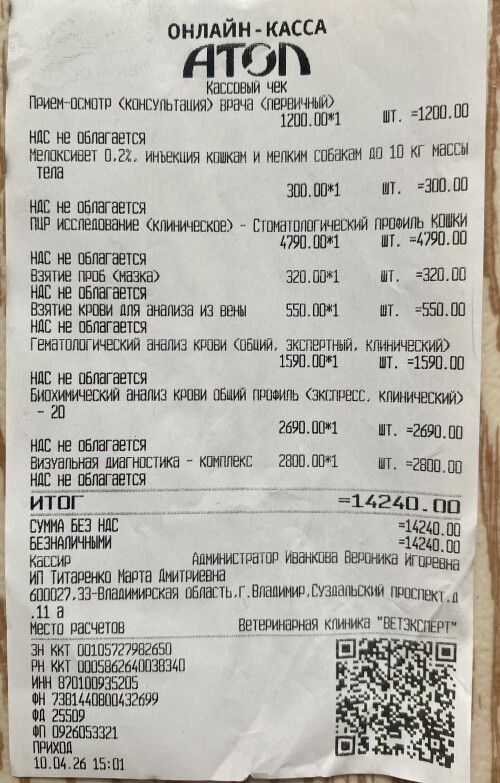 ОНЛАЙН-КАССА
АТОЛ
Кассовый чек
Прием-осмотр (консультация) врача (первичный)
1200.00*1 шт. =1200.00
НДС не облагается
Мелоксивет 0,2%, инъекция кошкам и мелким собакам до 10 кг массы
тела
300.00*1 шт. =300.00
НДС не облагается
ПЦР исследование (клиническое) - Стоматологический профиль КОШКИ
4790.00*1 шт. =4790.00
НДС не облагается
Взятие проб (мазка) 320.00*1 шт. =320.00
НДС не облагается
Взятие крови для анализа из вены 550.00*1 шт. =550.00
НДС не облагается
Гематологический анализ крови (общий, экспертный, клинический)
1590.00*1 шт. =1590.00
НДС не облагается
Биохимический анализ крови общий профиль (экспресс, клинический)
- 20
2690.00*1 шт. =2690.00
НДС не облагается
Визуальная диагностика - комплекс 2800.00*1 шт. =2800.00
НДС не облагается
ИТОГ =14240.00
СУММА БЕЗ НДС =14240.00
БЕЗНАЛИЧНЫМИ =14240.00
Кассир Администратор Иванкова Вероника Игоревна
ИП Титаренко Марта Дмитриевна
600027,33-Владимирская область,г.Владимир,Суздальский проспект,д
.11 а
Место расчетов Ветеринарная клиника "ВЕТЭКСПЕРТ"
ЗН ККТ 00105727982650
РН ККТ 0005862640038340
ИНН 870100935205
ФН 7381440800432699
ФД 25509
ФП 0926053321
ПРИХОД
10.04.26 15:01